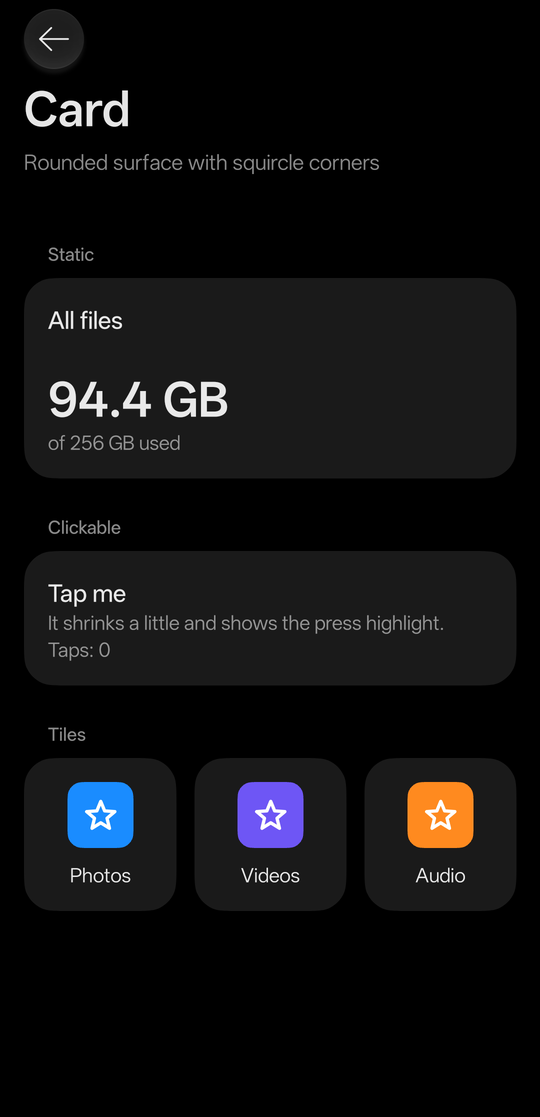 Card
Rounded surface with squircle corners
Static
All files
94.4 GB
of 256 GB used
Clickable
Tap me
It shrinks a little and shows the press highlight.
Taps: 0
Tiles
Photos
Videos
Audio